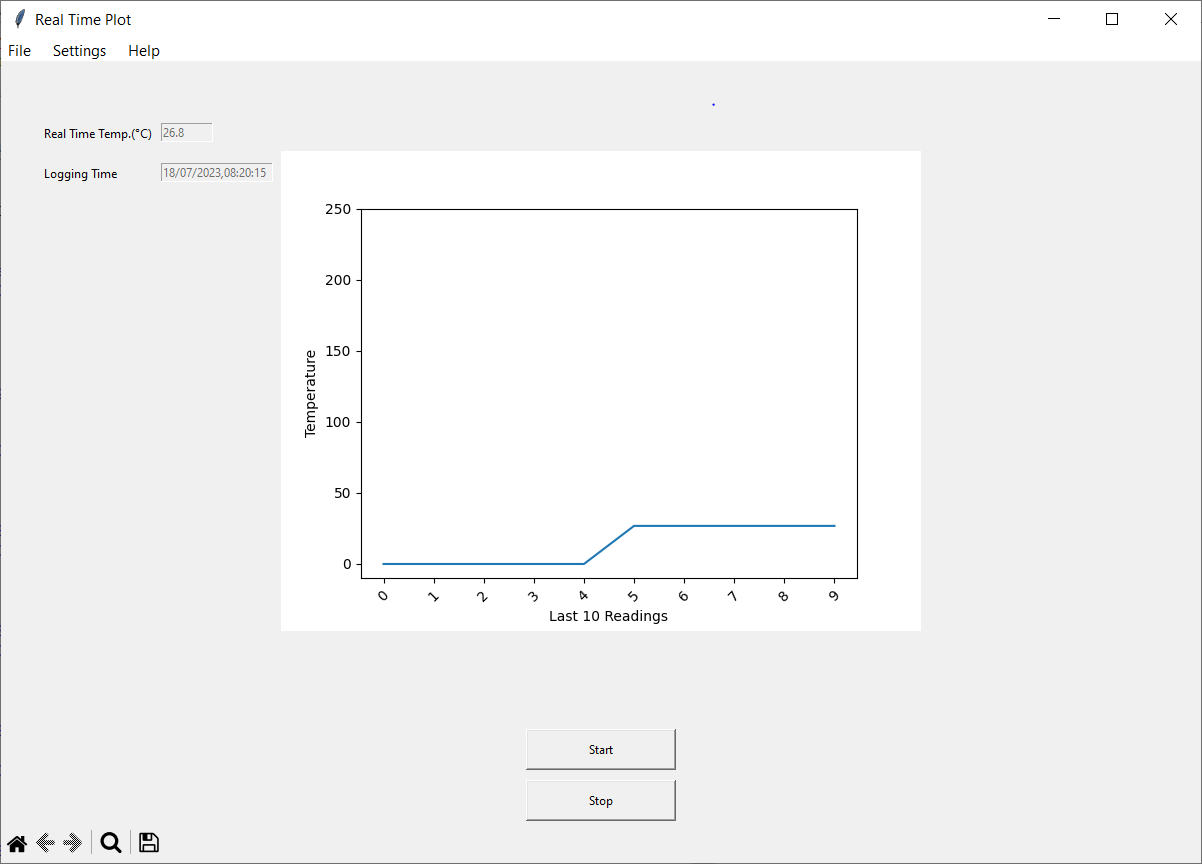 Real Time Plot
File Settings Help
Real Time Temp.(°C) 26.8
Logging Time 18/07/2023,08:20:15
250
200
150
100
50
0
Temperature
0 1 2 3 4 5 6 7 8 9
Last 10 Readings
Start
Stop